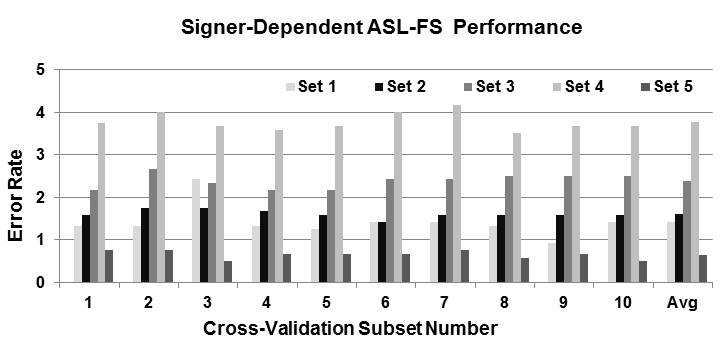 Signer-Dependent ASL-FS Performance
5
Set 1 Set 2 Set 3 Set 4 Set 5
4
3
2
1
0
Error Rate
1 2 3 4 5 6 7 8 9 10 Avg
Cross-Validation Subset Number